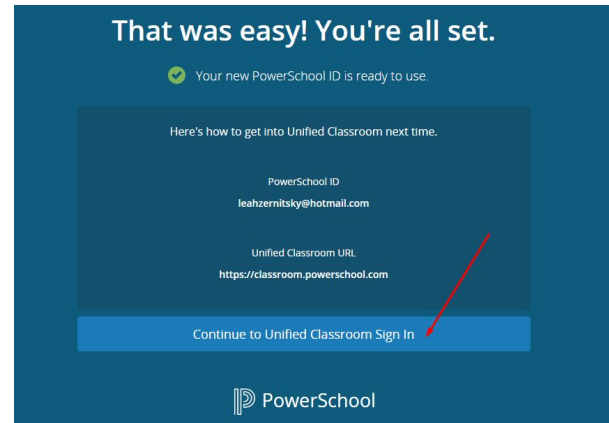 That was easy! You're all set.
Your new PowerSchool ID is ready to use.
Here's how to get into Unified Classroom next time.
PowerSchool ID
leahzernitsky@hotmail.com
Unified Classroom URL
https://classroom.powerschool.com
Continue to Unified Classroom Sign In
PowerSchool